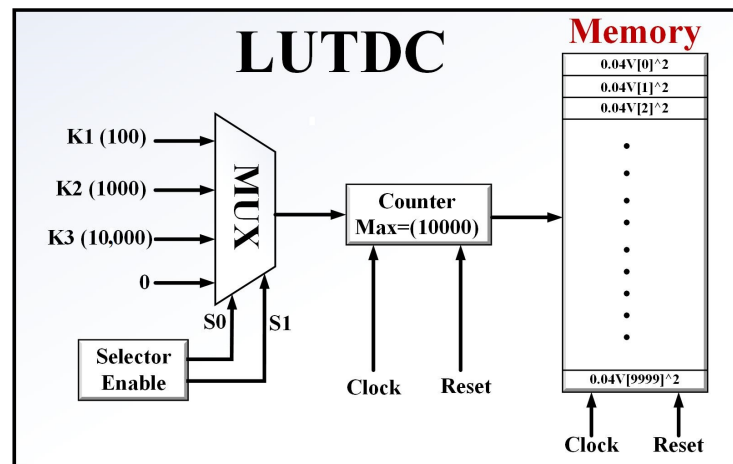 LUTDC
Memory
0.04V[0]^2
0.04V[1]^2
0.04V[2]^2
0.04V[9999]^2
K1 (100)
K2 (1000)
K3 (10,000)
0
MUX
S0
S1
Selector
Enable
Counter
Max=(10000)
Clock
Reset
Clock
Reset